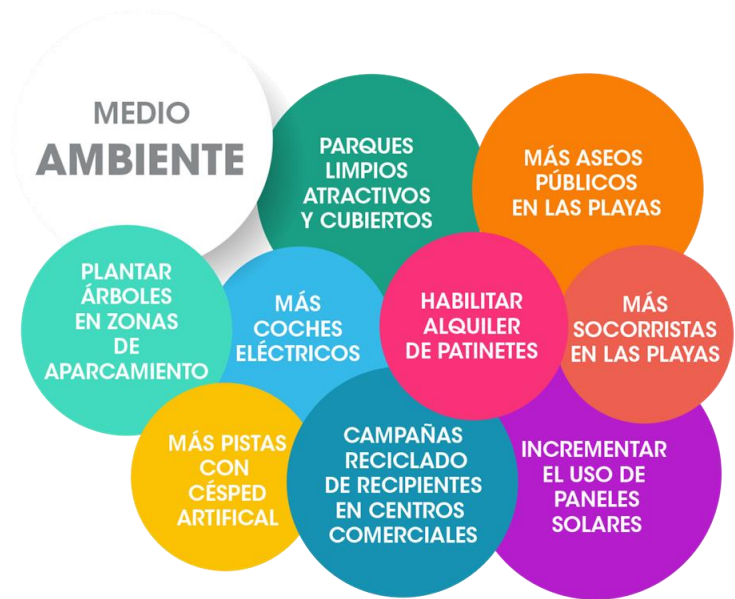 MEDIO
AMBIENTE
PARQUES
LIMPIOS
ATRACTIVOS
Y CUBIERTOS
MÁS ASEOS
PÚBLICOS
EN LAS PLAYAS
PLANTAR
ÁRBOLES
EN ZONAS
DE
APARCAMIENTO
MÁS
COCHES
ELÉCTRICOS
HABILITAR
ALQUILER
DE PATINETES
MÁS
SOCORRISTAS
EN LAS PLAYAS
MÁS PISTAS
CON
CÉSPED
ARTIFICAL
CAMPAÑAS
RECICLADO
DE RECIPIENTES
EN CENTROS
COMERCIALES
INCREMENTAR
EL USO DE
PANELES
SOLARES